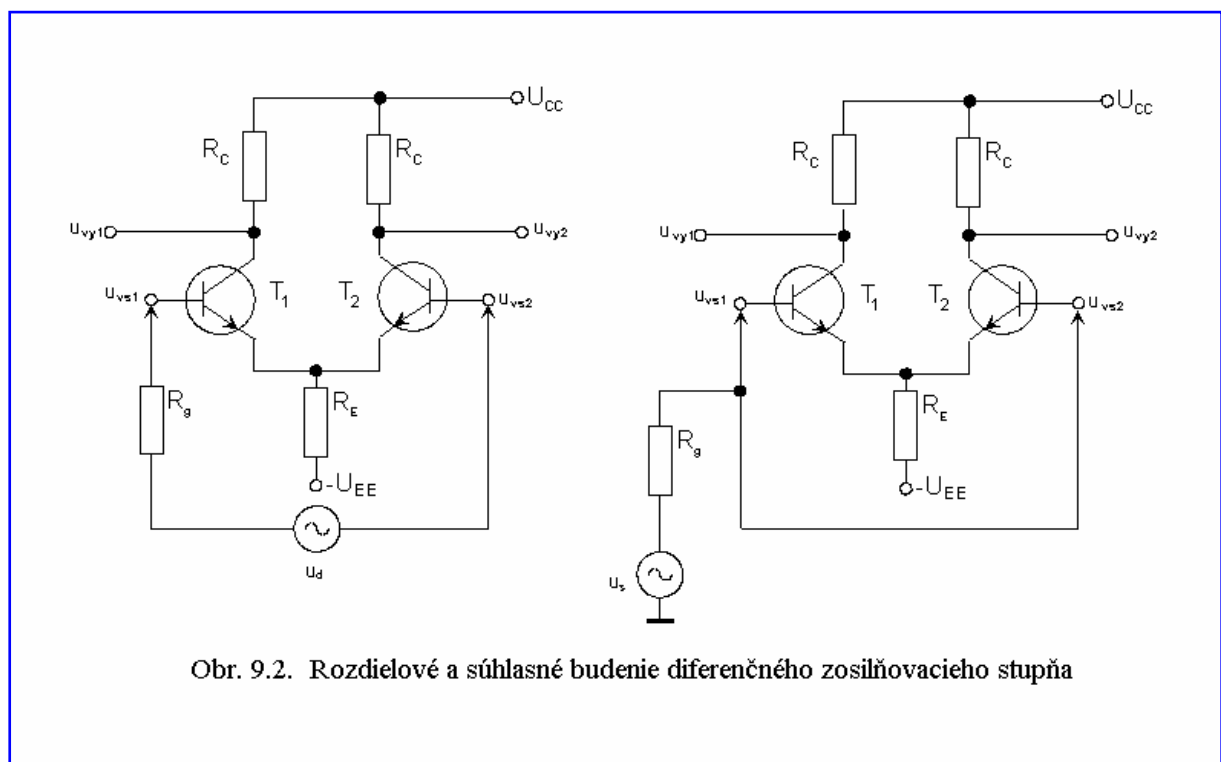 U_CC
R_C R_C
u_vy1 u_vy2
u_vs1 T_1 T_2 u_vs2
R_g R_E
-U_EE
u_d
U_CC
R_C R_C
u_vy1 u_vy2
u_vs1 T_1 T_2 u_vs2
R_g R_E
-U_EE
u_s
Obr. 9.2. Rozdielové a súhlasné budenie diferenčného zosilňovacieho stupňa